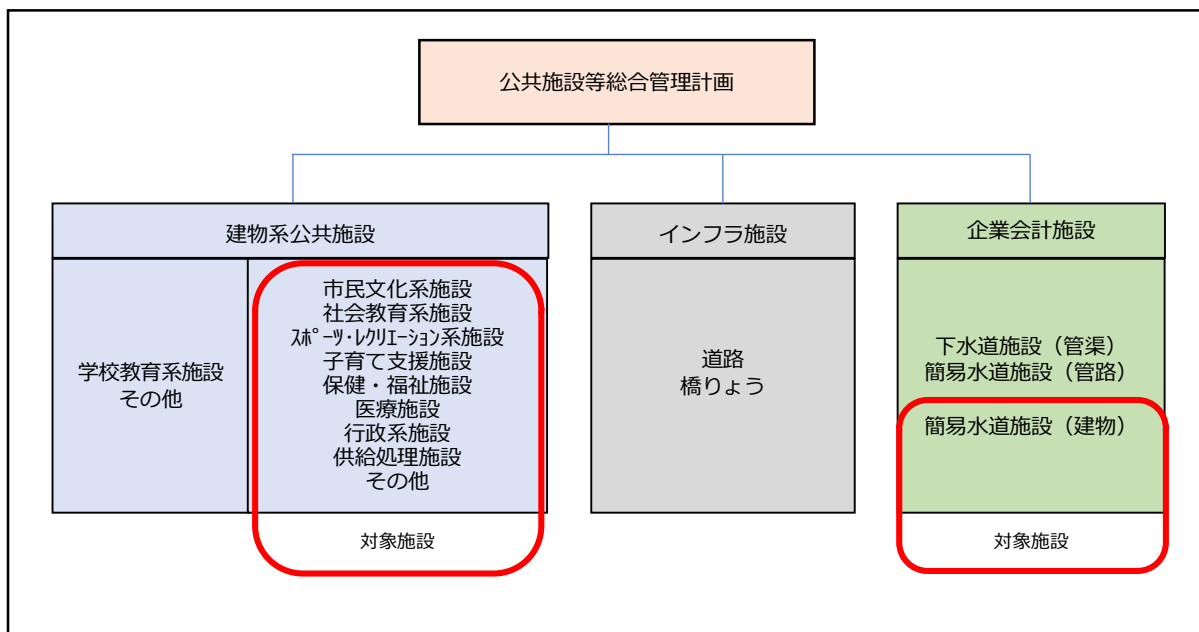 公共施設等総合管理計画
建物系公共施設
学校教育系施設
その他
市民文化系施設
社会教育系施設
ｽﾎﾟｰﾂ･ﾚｸﾘｴｰｼｮﾝ系施設
子育て支援施設
保健・福祉施設
医療施設
行政系施設
供給処理施設
その他
対象施設
インフラ施設
道路
橋りょう
企業会計施設
下水道施設（管渠）
簡易水道施設（管路）
簡易水道施設（建物）
対象施設